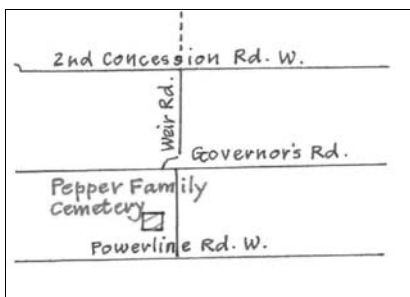 2nd Concession Rd. W.
Weir Rd.
Governor's Rd.
Pepper Family
Cemetery
Powerline Rd. W.